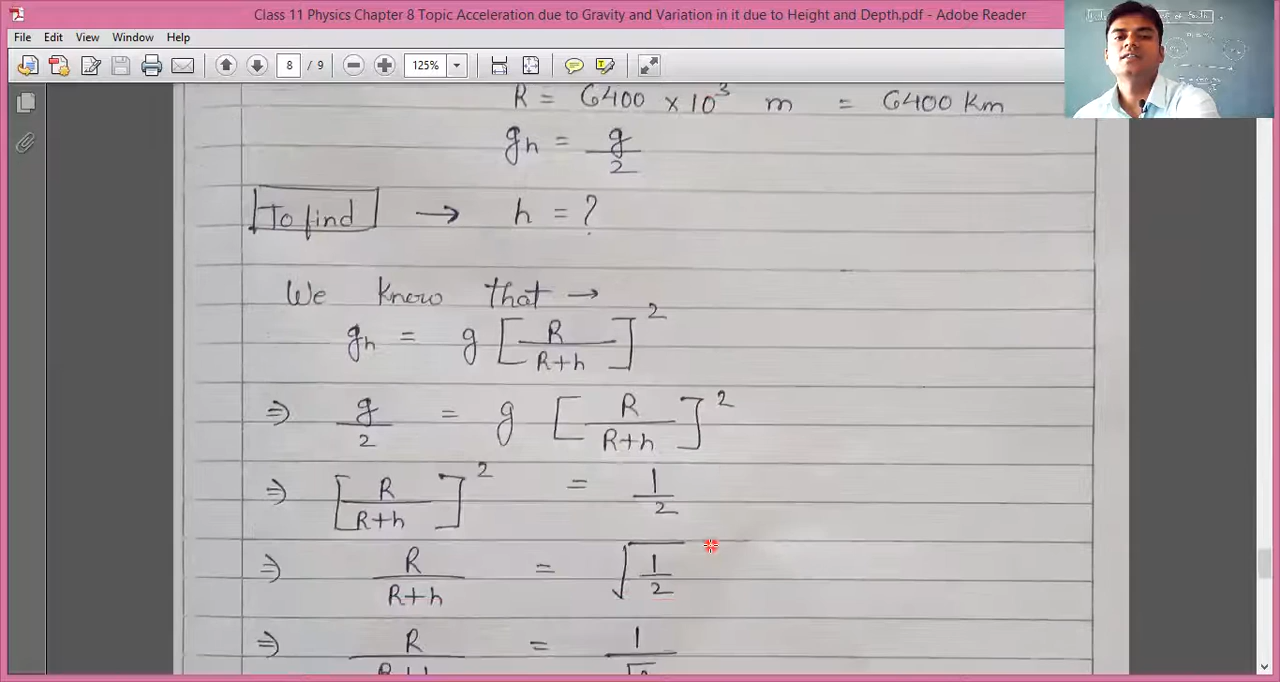 Class 11 Physics Chapter 8 Topic Acceleration due to Gravity and Variation in it due to Height and Depth.pdf - Adobe Reader
File Edit View Window Help
8 / 9 125%
R = 6400 × 10³ m = 6400 Km
gh = g/2
To find → h = ?
We know that →
gh = g [R/R+h]²
⇒ g/2 = g [R/R+h]²
⇒ [R/R+h]² = 1/2
⇒ R/R+h = √1/2
⇒ R/R+h = 1/√2